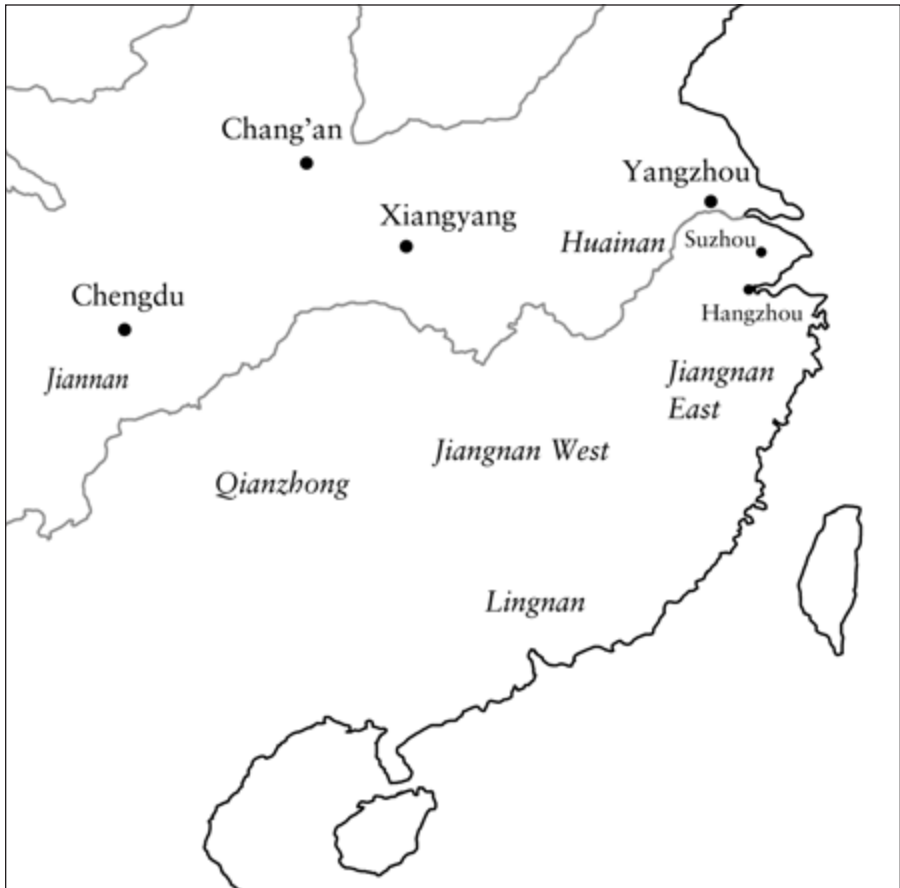 Chang’an
Yangzhou
Xiangyang
Huainan
Suzhou
Chengdu
Hangzhou
Jiannan
Jiangnan
East
Jiangnan West
Qianzhong
Lingnan